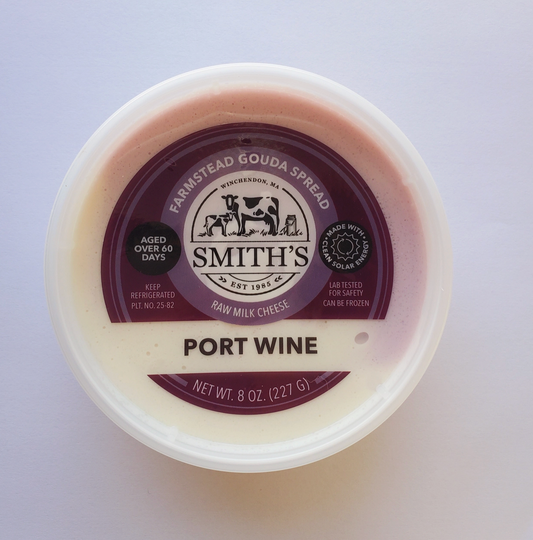 FARMSTEAD GOUDA SPREAD
WINCHENDON, MA
SMITH'S
EST 1985
RAW MILK CHEESE
AGED
OVER 60
DAYS
MADE WITH
CLEAN SOLAR ENERGY
KEEP
REFRIGERATED
PLT. NO. 25-82
LAB TESTED
FOR SAFETY.
CAN BE FROZEN
PORT WINE
NET WT. 8 OZ. (227 G)